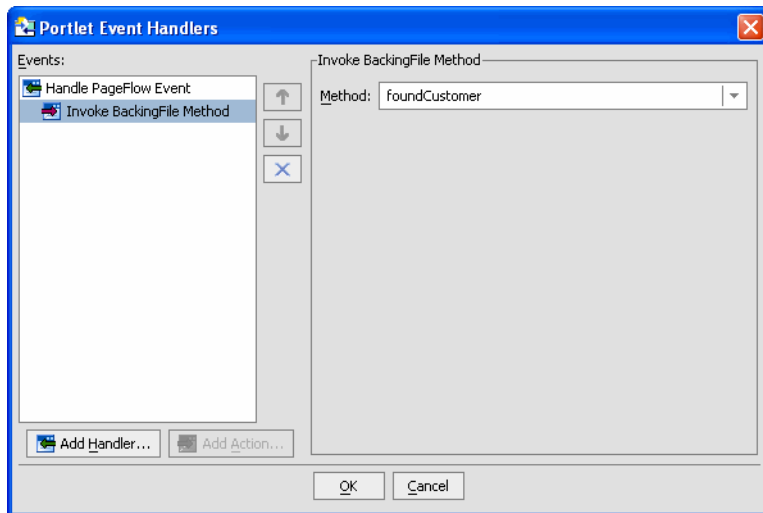 Portlet Event Handlers
Events:
Handle PageFlow Event
Invoke BackingFile Method
Add Handler...
Add Action...
Invoke BackingFile Method
Method: foundCustomer
OK
Cancel